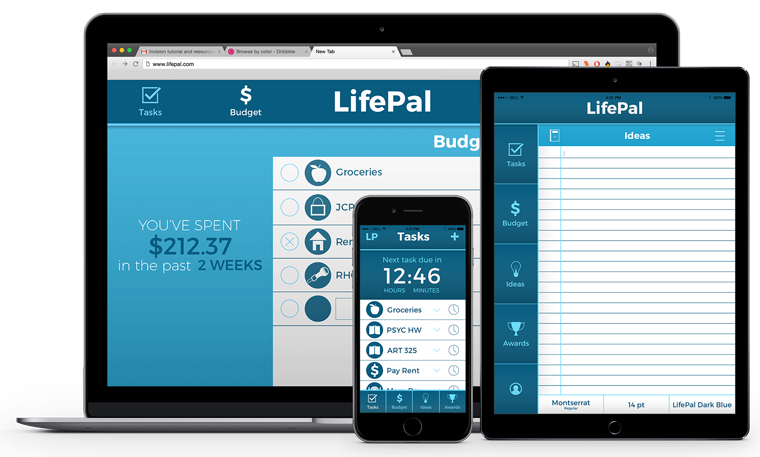 Invision tutorial and resource
Browse by color - Dribbble
New Tab
www.lifepal.com
Tasks
Budget
LifePal
Budg
YOU'VE SPENT
$212.37
in the past 2 WEEKS
Groceries
JCP
Ren
LP
Tasks
+
Next task due in
12:46
HOURS MINUTES
Groceries
PSYC HW
ART 325
Pay Rent
Tasks
Budget
Ideas
Awards
LifePal
Ideas
Tasks
Budget
Ideas
Awards
Montserrat
Regular
14 pt
LifePal Dark Blue